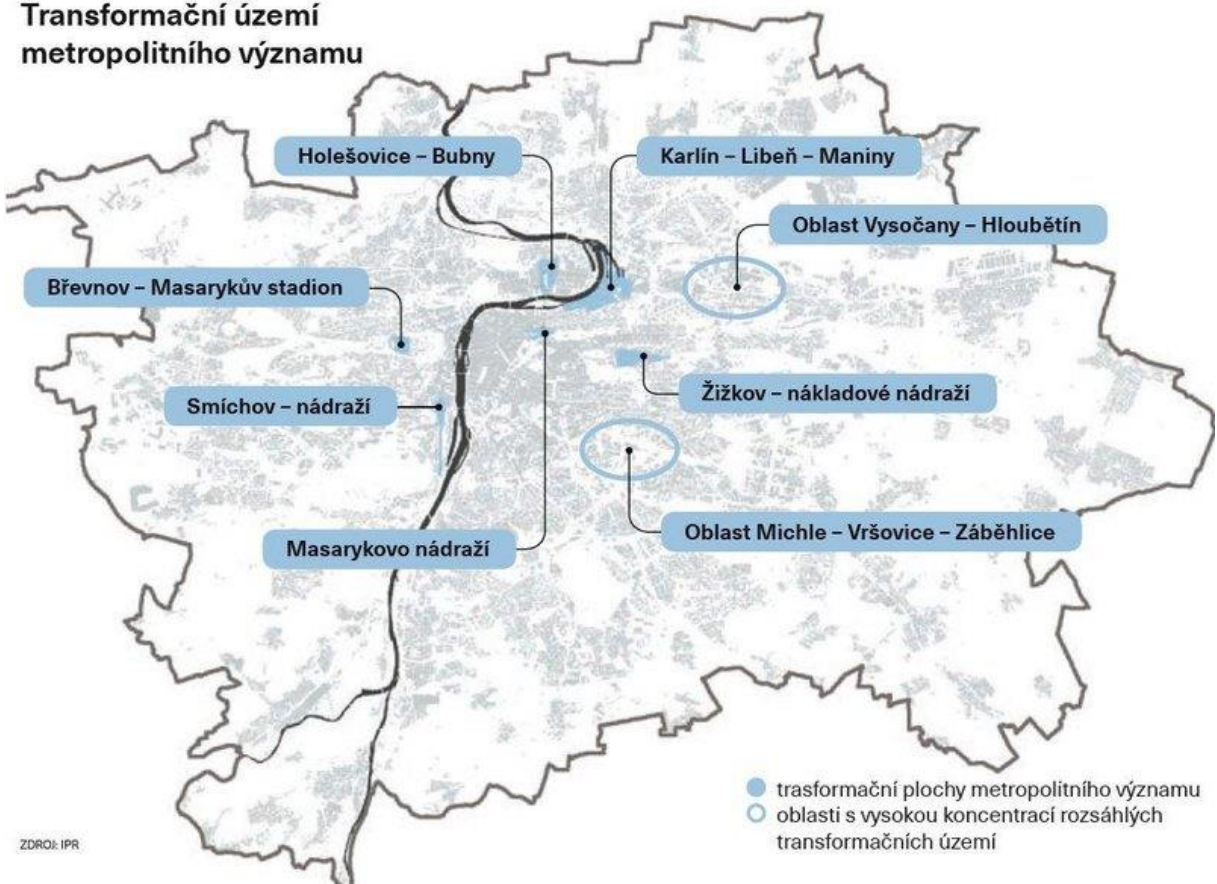 Transformační území
metropolitního významu
Holešovice – Bubny
Karlín – Libeň – Maniny
Oblast Vysočany – Hloubětín
Břevnov – Masarykův stadion
Smíchov – nádraží
Žižkov – nákladové nádraží
Masarykovo nádraží
Oblast Michle – Vršovice – Záběhlice
trasformační plochy metropolitního významu
oblasti s vysokou koncentrací rozsáhlých
transformačních území
ZDROJ: IPR